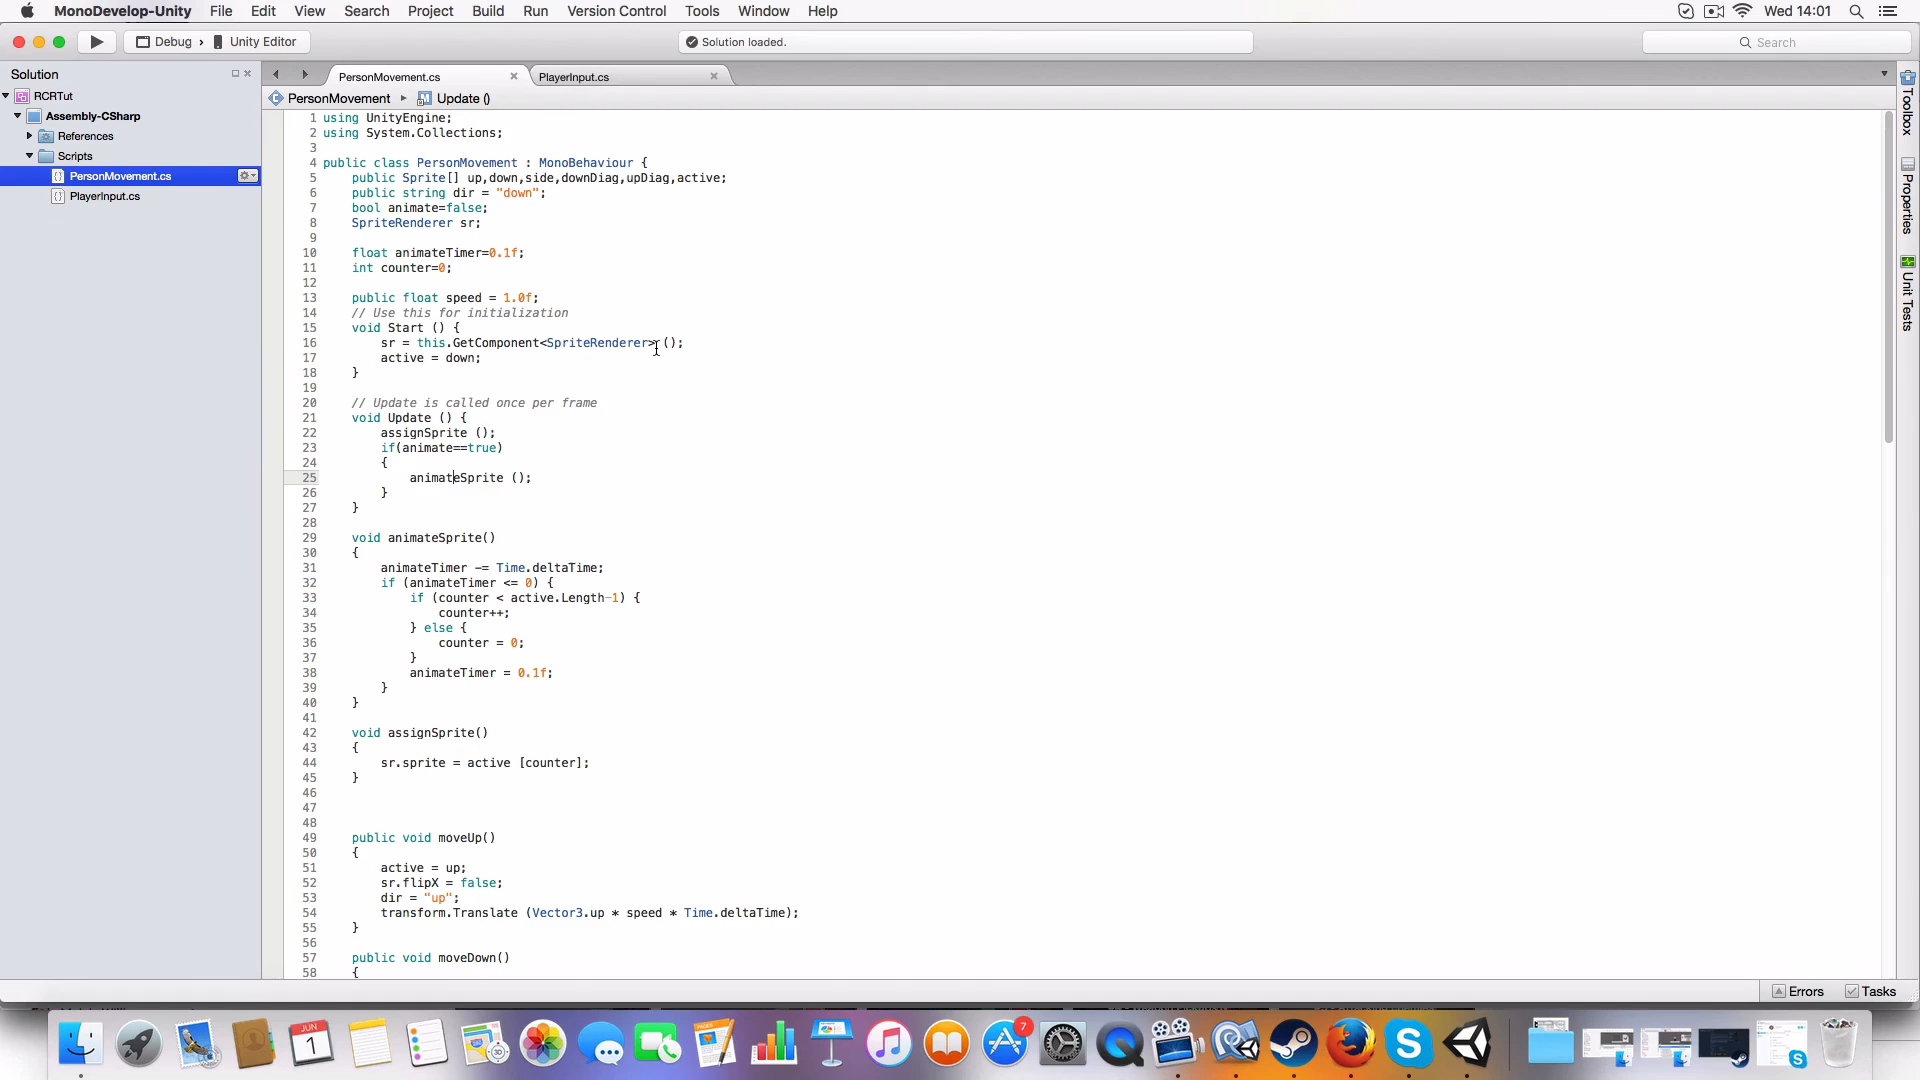 MonoDevelop-Unity File Edit View Search Project Build Run Version Control Tools Window Help Wed 14:01
Debug › Unity Editor Solution loaded. Search
Solution
RCRTut
Assembly-CSharp
References
Scripts
PersonMovement.cs
PlayerInput.cs
PersonMovement.cs PlayerInput.cs
PersonMovement Update ()
1 using UnityEngine;
2 using System.Collections;
3
4 public class PersonMovement : MonoBehaviour {
5 public Sprite[] up,down,side,downDiag,upDiag,active;
6 public string dir = "down";
7 bool animate=false;
8 SpriteRenderer sr;
9
10 float animateTimer=0.1f;
11 int counter=0;
12
13 public float speed = 1.0f;
14 // Use this for initialization
15 void Start () {
16 sr = this.GetComponent<SpriteRenderer> ();
17 active = down;
18 }
19
20 // Update is called once per frame
21 void Update () {
22 assignSprite ();
23 if(animate==true)
24 {
25 animateSprite ();
26 }
27 }
28
29 void animateSprite()
30 {
31 animateTimer -= Time.deltaTime;
32 if (animateTimer <= 0) {
33 if (counter < active.Length-1) {
34 counter++;
35 } else {
36 counter = 0;
37 }
38 animateTimer = 0.1f;
39 }
40 }
41
42 void assignSprite()
43 {
44 sr.sprite = active [counter];
45 }
46
47
48
49 public void moveUp()
50 {
51 active = up;
52 sr.flipX = false;
53 dir = "up";
54 transform.Translate (Vector3.up * speed * Time.deltaTime);
55 }
56
57 public void moveDown()
58 {
Toolbox
Properties
Unit Tests
Errors Tasks
JUN
1
3D
7